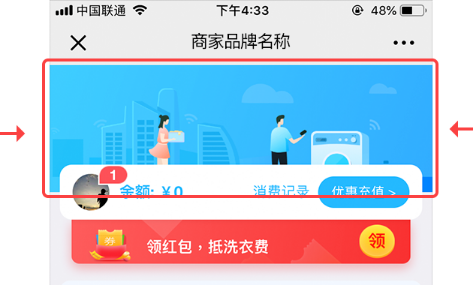 中国联通 下午4:33 48%
商家品牌名称
1
余额: ¥0 消费记录 优惠充值 >
券 领红包，抵洗衣费 领